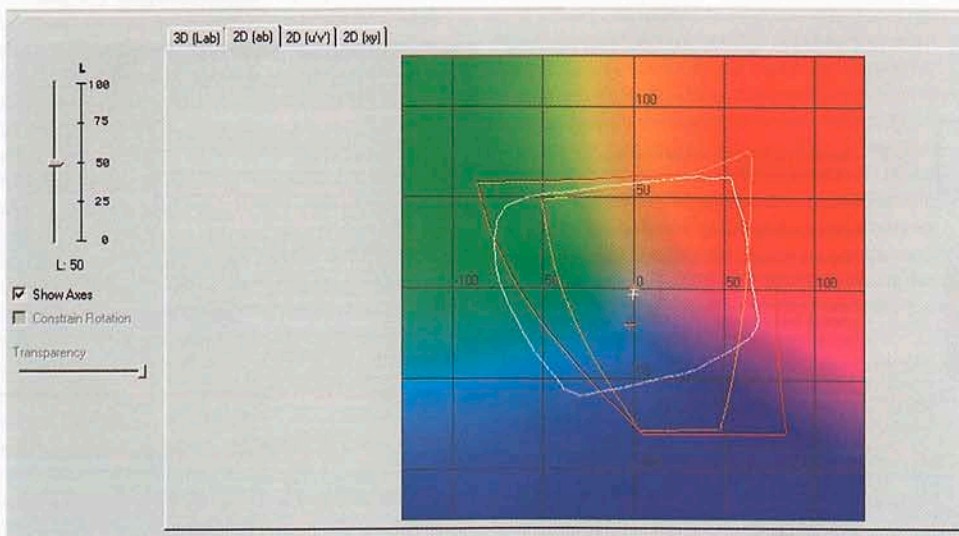 3D (Lab) 2D (ab) 2D (u'v') 2D (xy)
L
100
75
50
25
0
L: 50
Show Axes
Constrain Rotation
Transparency
100
50
-100 -50 0 50 100